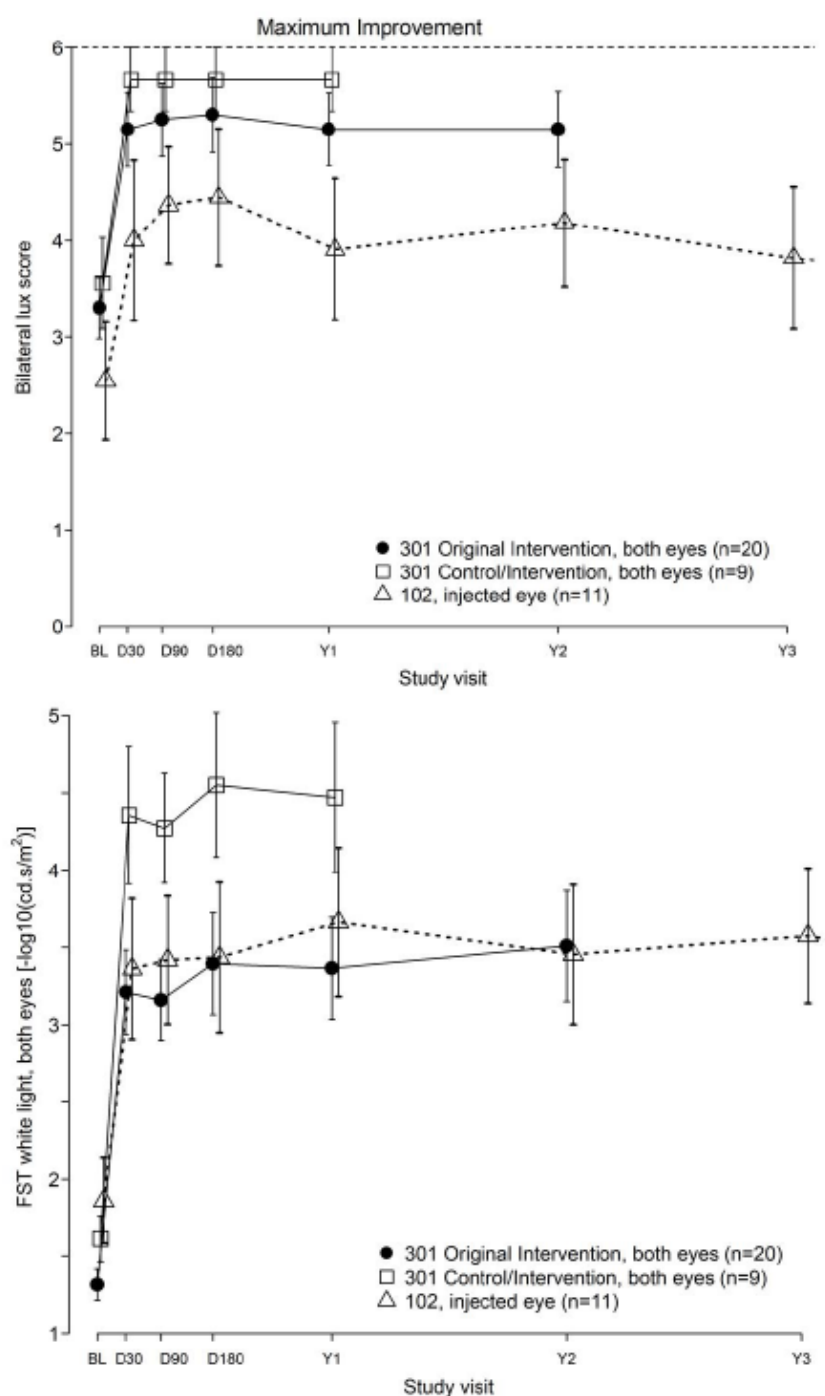 Maximum Improvement
6
5
4
3
2
1
0
Bilateral lux score
● 301 Original Intervention, both eyes (n=20)
□ 301 Control/Intervention, both eyes (n=9)
△ 102, injected eye (n=11)
BL D30 D90 D180 Y1 Y2 Y3
Study visit
5
4
3
2
1
FST white light, both eyes [-log10(cd.s/m²)]
● 301 Original Intervention, both eyes (n=20)
□ 301 Control/Intervention, both eyes (n=9)
△ 102, injected eye (n=11)
BL D30 D90 D180 Y1 Y2 Y3
Study visit